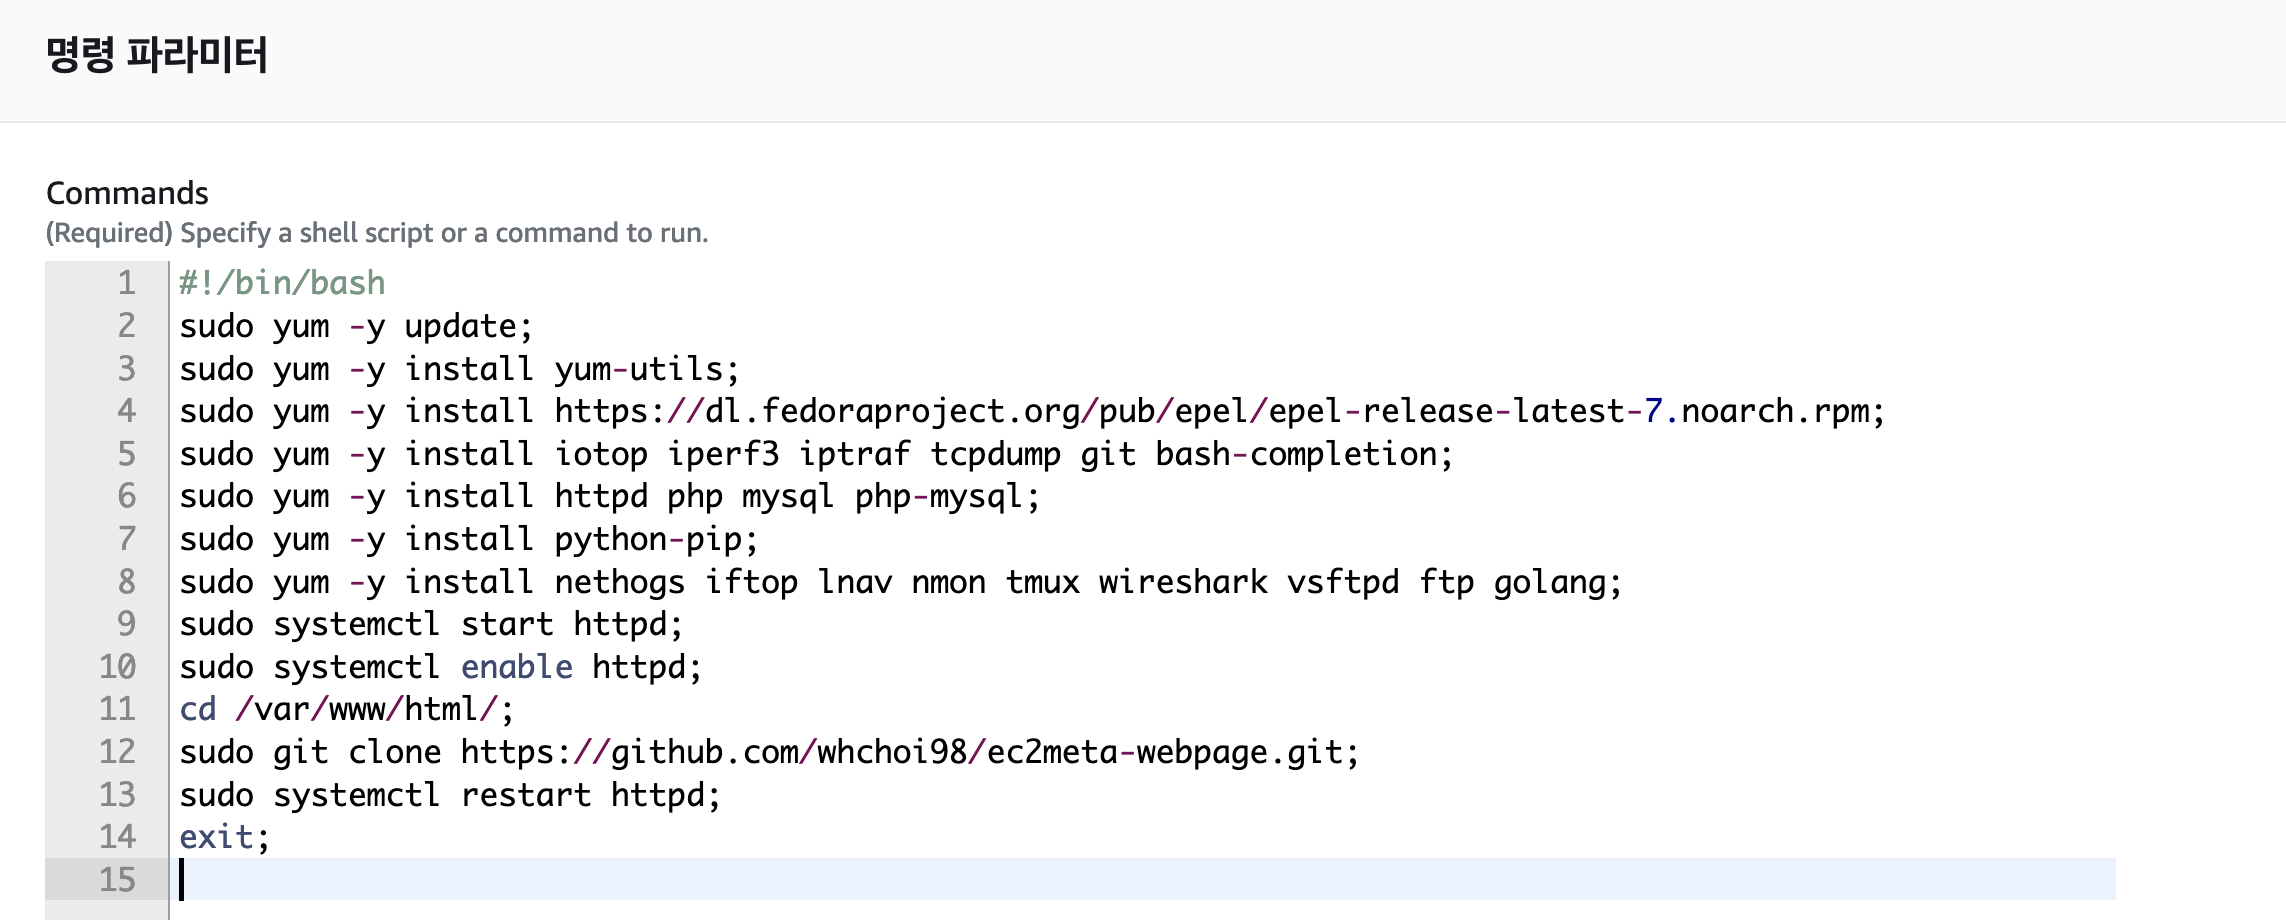 명령 파라미터
Commands
(Required) Specify a shell script or a command to run.
1 #!/bin/bash
2 sudo yum -y update;
3 sudo yum -y install yum-utils;
4 sudo yum -y install https://dl.fedoraproject.org/pub/epel/epel-release-latest-7.noarch.rpm;
5 sudo yum -y install iotop iperf3 iptraf tcpdump git bash-completion;
6 sudo yum -y install httpd php mysql php-mysql;
7 sudo yum -y install python-pip;
8 sudo yum -y install nethogs iftop lnav nmon tmux wireshark vsftpd ftp golang;
9 sudo systemctl start httpd;
10 sudo systemctl enable httpd;
11 cd /var/www/html/;
12 sudo git clone https://github.com/whchoi98/ec2meta-webpage.git;
13 sudo systemctl restart httpd;
14 exit;
15